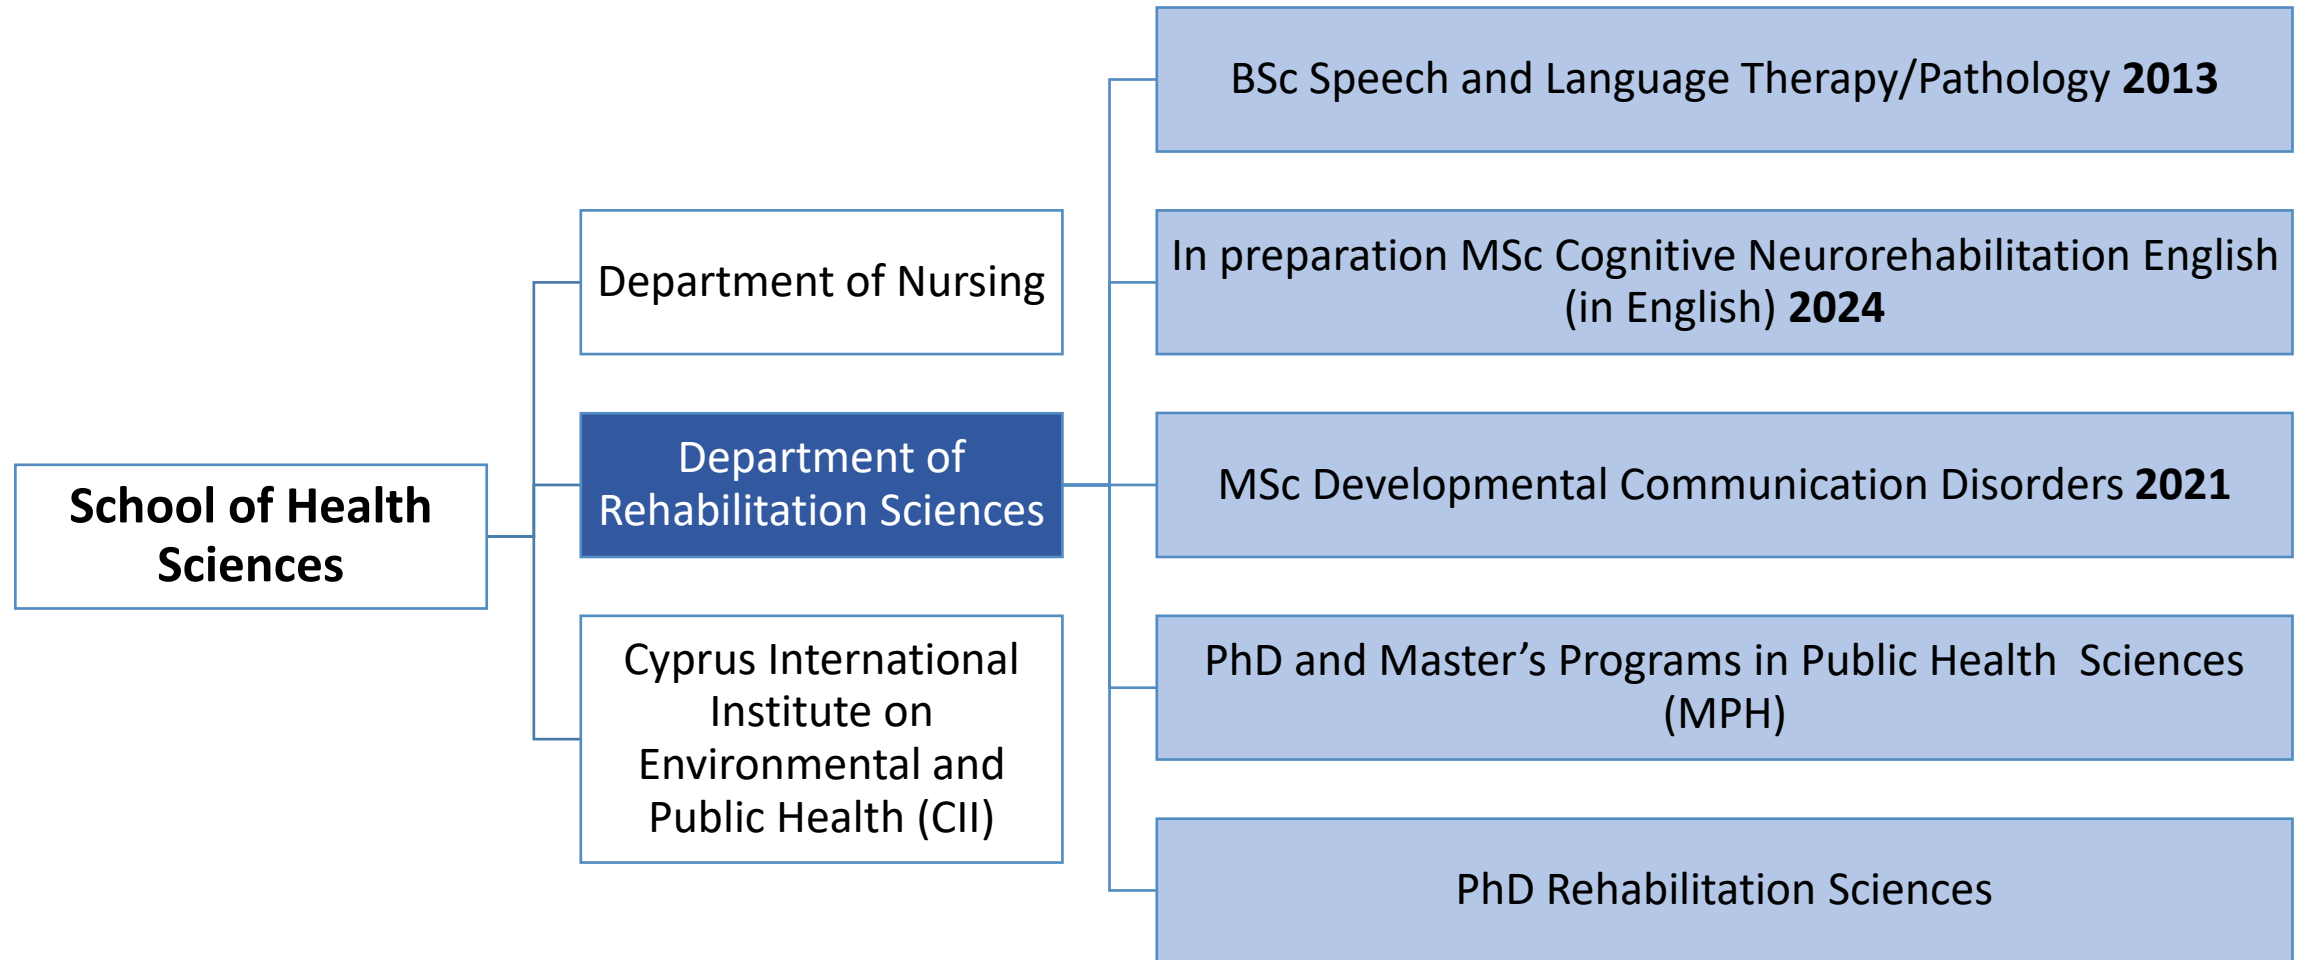 School of Health
Sciences
Department of Nursing
Department of
Rehabilitation Sciences
Cyprus International
Institute on
Environmental and
Public Health (CII)
BSc Speech and Language Therapy/Pathology 2013
In preparation MSc Cognitive Neurorehabilitation English
(in English) 2024
MSc Developmental Communication Disorders 2021
PhD and Master’s Programs in Public Health  Sciences
(MPH)
PhD Rehabilitation Sciences